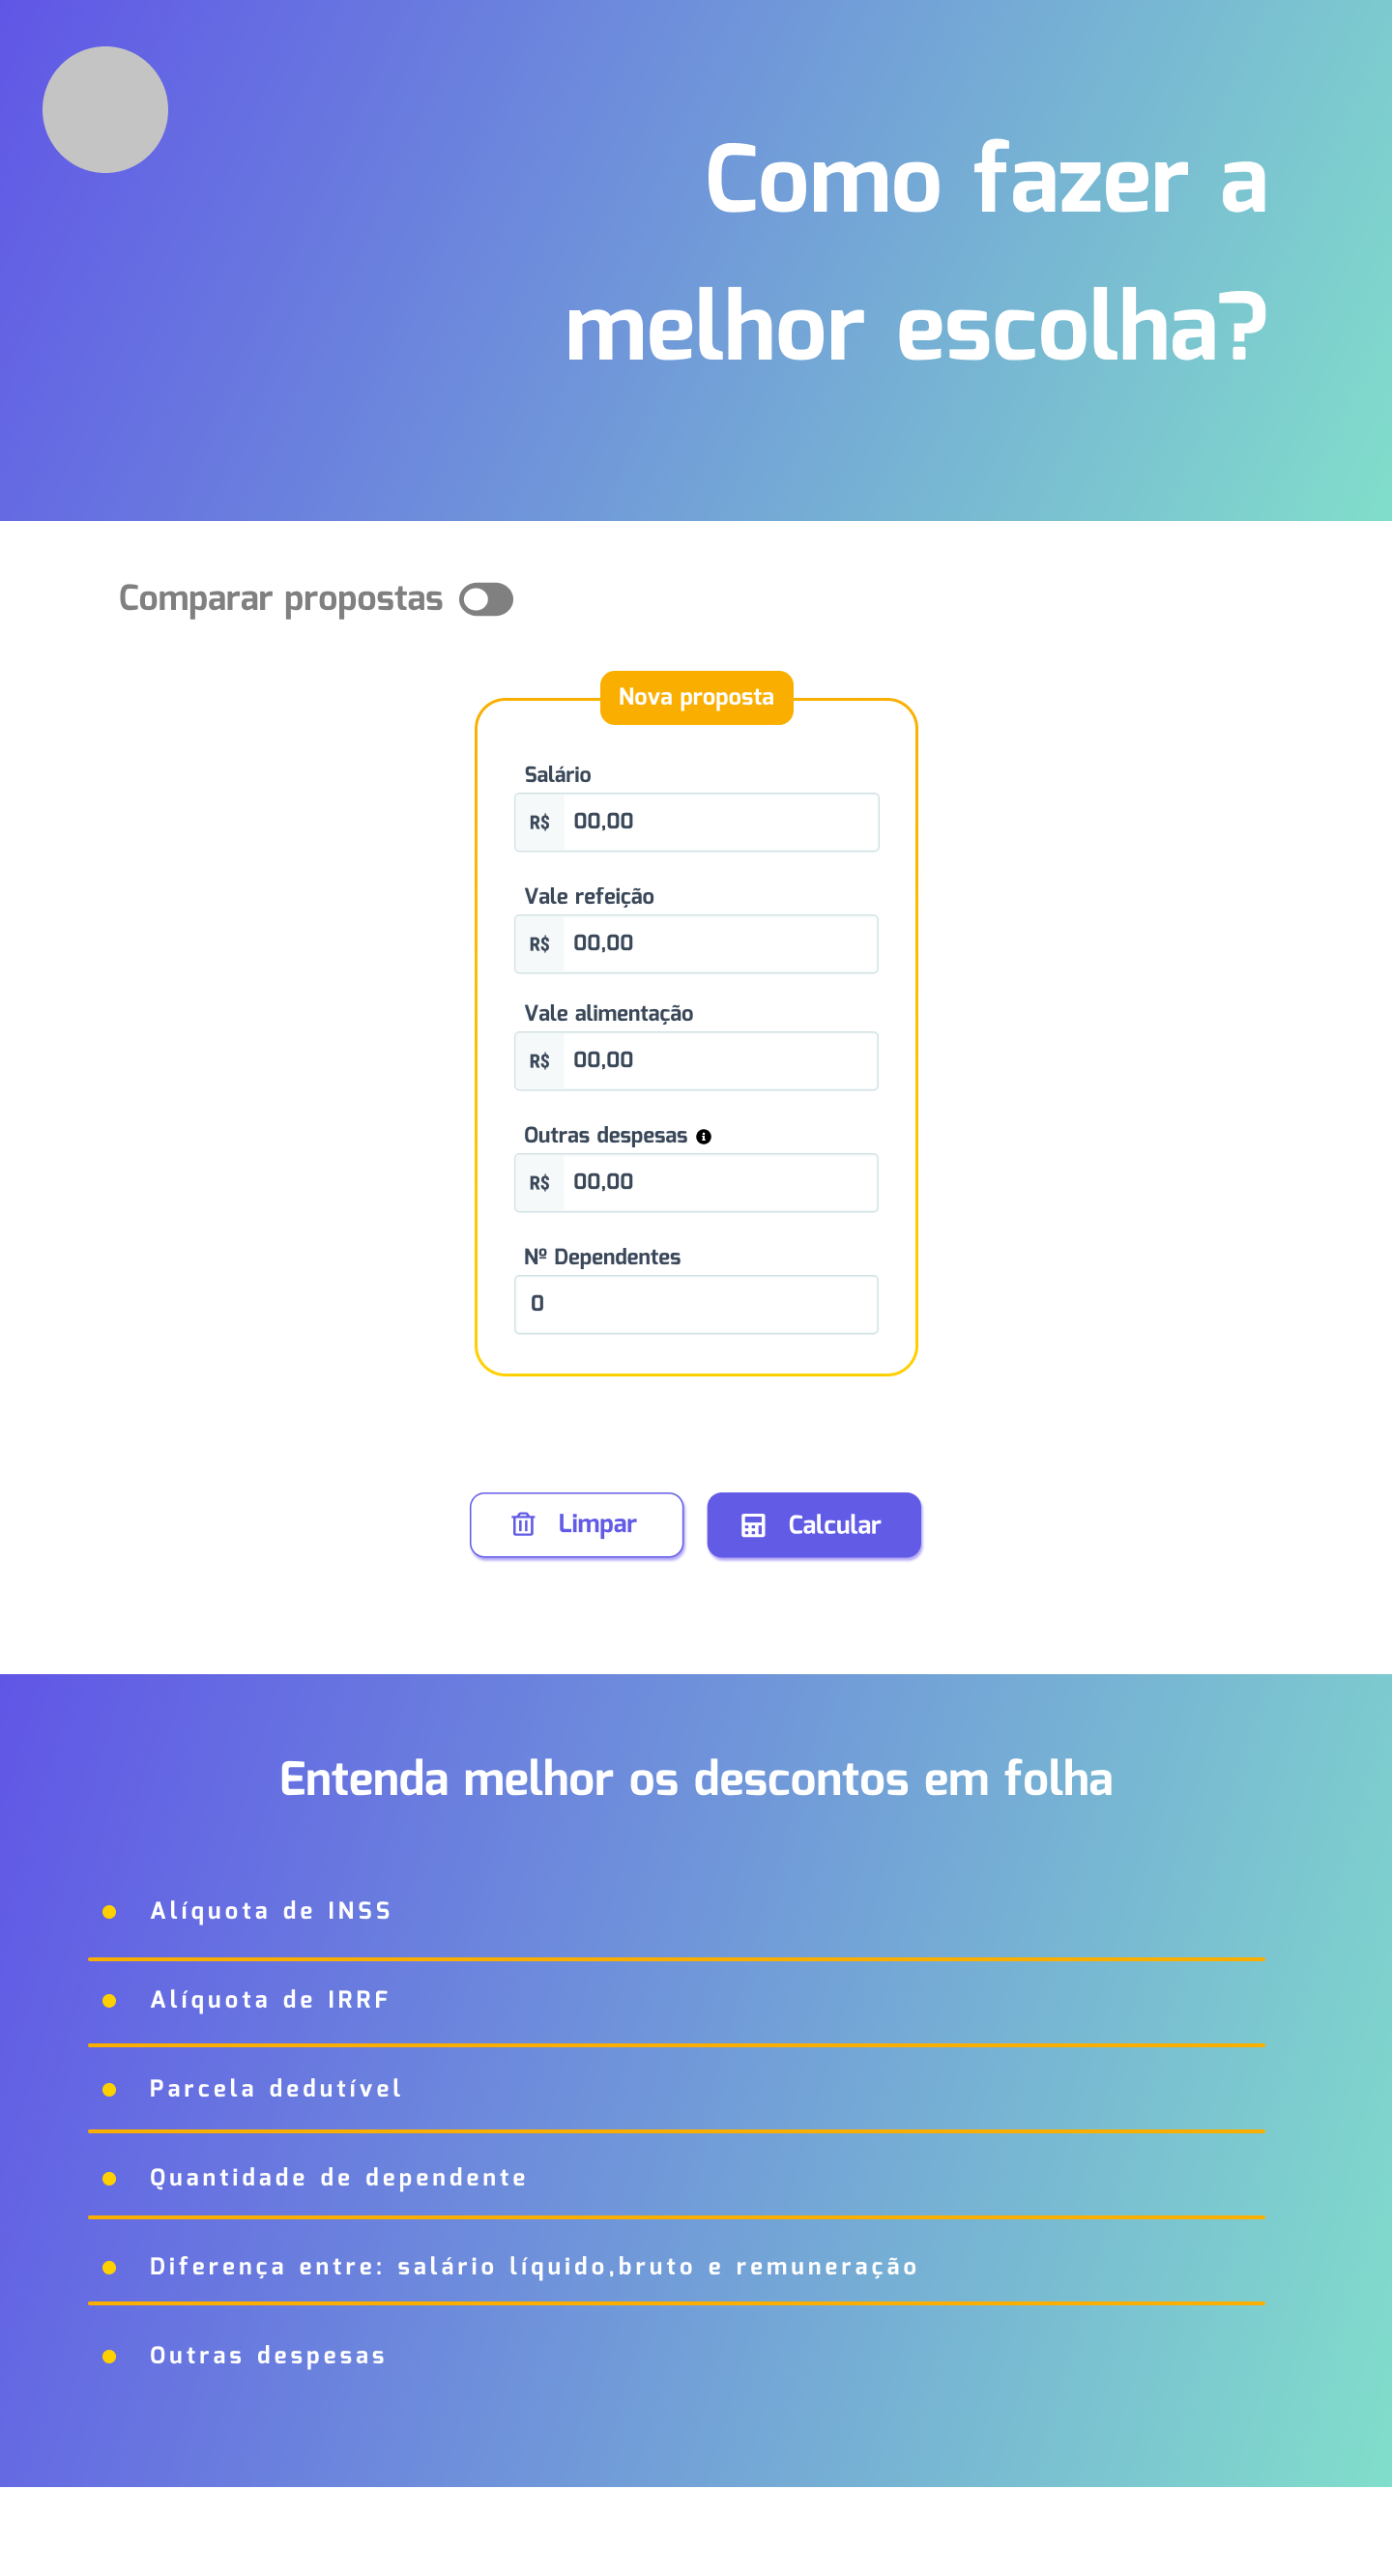 Como fazer a
melhor escolha?
Comparar propostas
Nova proposta
Salário
R$ 00,00
Vale refeição
R$ 00,00
Vale alimentação
R$ 00,00
Outras despesas
R$ 00,00
Nº Dependentes
0
Limpar
Calcular
Entenda melhor os descontos em folha
Alíquota de INSS
Alíquota de IRRF
Parcela dedutível
Quantidade de dependente
Diferença entre: salário líquido,bruto e remuneração
Outras despesas